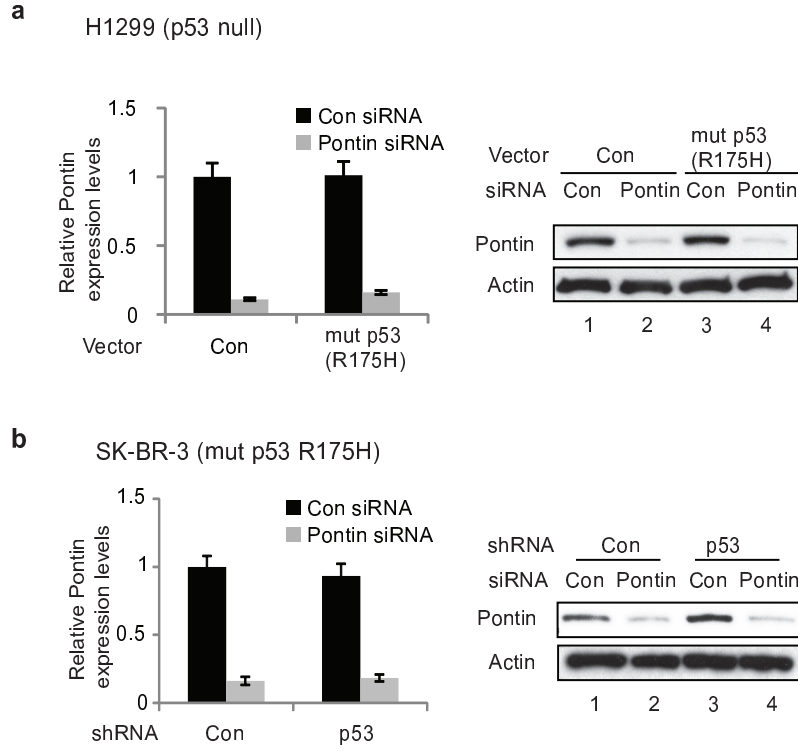 a
H1299 (p53 null)
Relative Pontin
expression levels
1.5
1
0.5
0
Con siRNA
Pontin siRNA
Vector
Con
mut p53
(R175H)
Vector
Con
mut p53
(R175H)
siRNA Con Pontin Con Pontin
Pontin
Actin
1 2 3 4
b
SK-BR-3 (mut p53 R175H)
Relative Pontin
expression levels
1.5
1
0.5
0
Con siRNA
Pontin siRNA
shRNA Con p53
shRNA Con p53
siRNA Con Pontin Con Pontin
Pontin
Actin
1 2 3 4